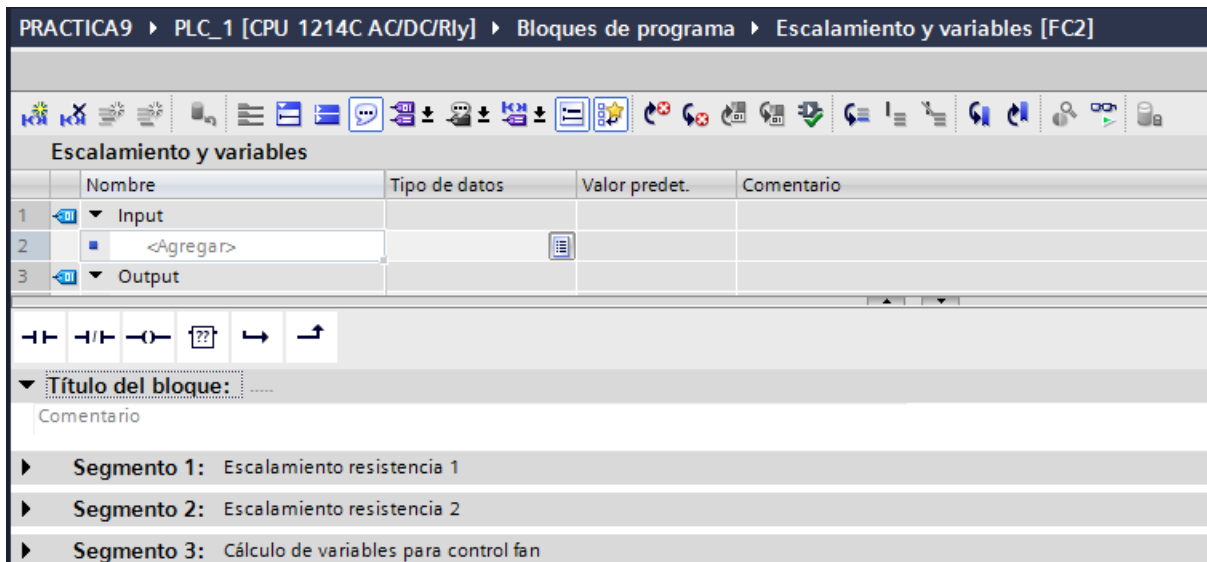 PRACTICA9 ▸ PLC_1 [CPU 1214C AC/DC/Rly] ▸ Bloques de programa ▸ Escalamiento y variables [FC2]
Escalamiento y variables
Nombre Tipo de datos Valor predet. Comentario
1 Input
2 <Agregar>
3 Output
??
Título del bloque: .....
Comentario
Segmento 1: Escalamiento resistencia 1
Segmento 2: Escalamiento resistencia 2
Segmento 3: Cálculo de variables para control fan